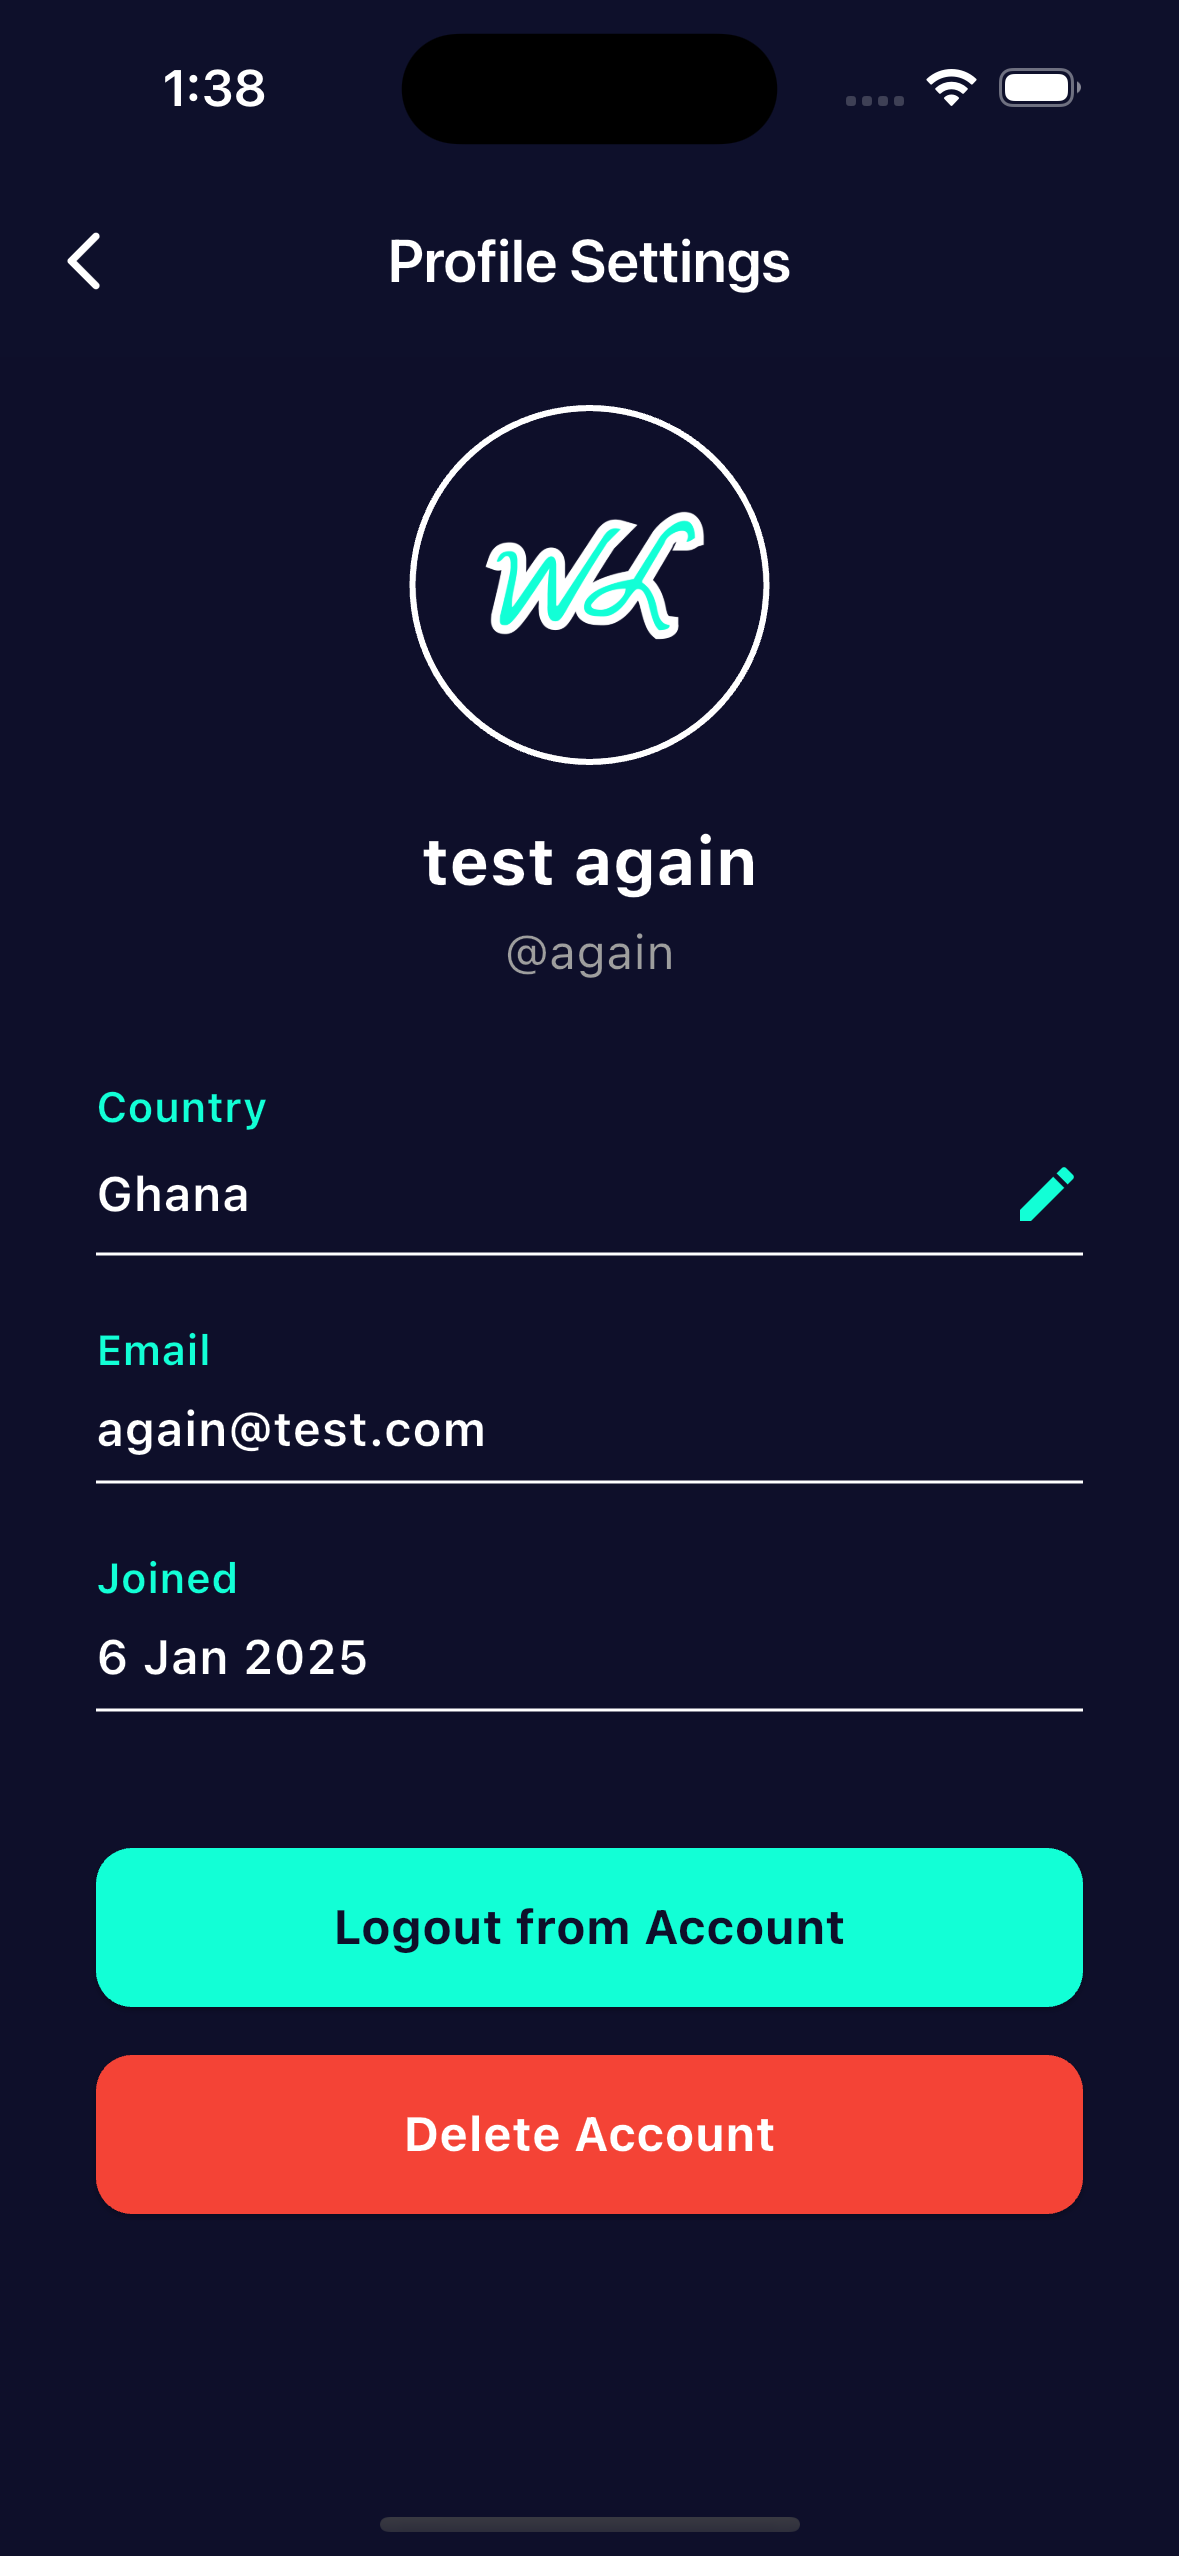 1:38
Profile Settings
WL
test again
@again
Country
Ghana
Email
again@test.com
Joined
6 Jan 2025
Logout from Account
Delete Account